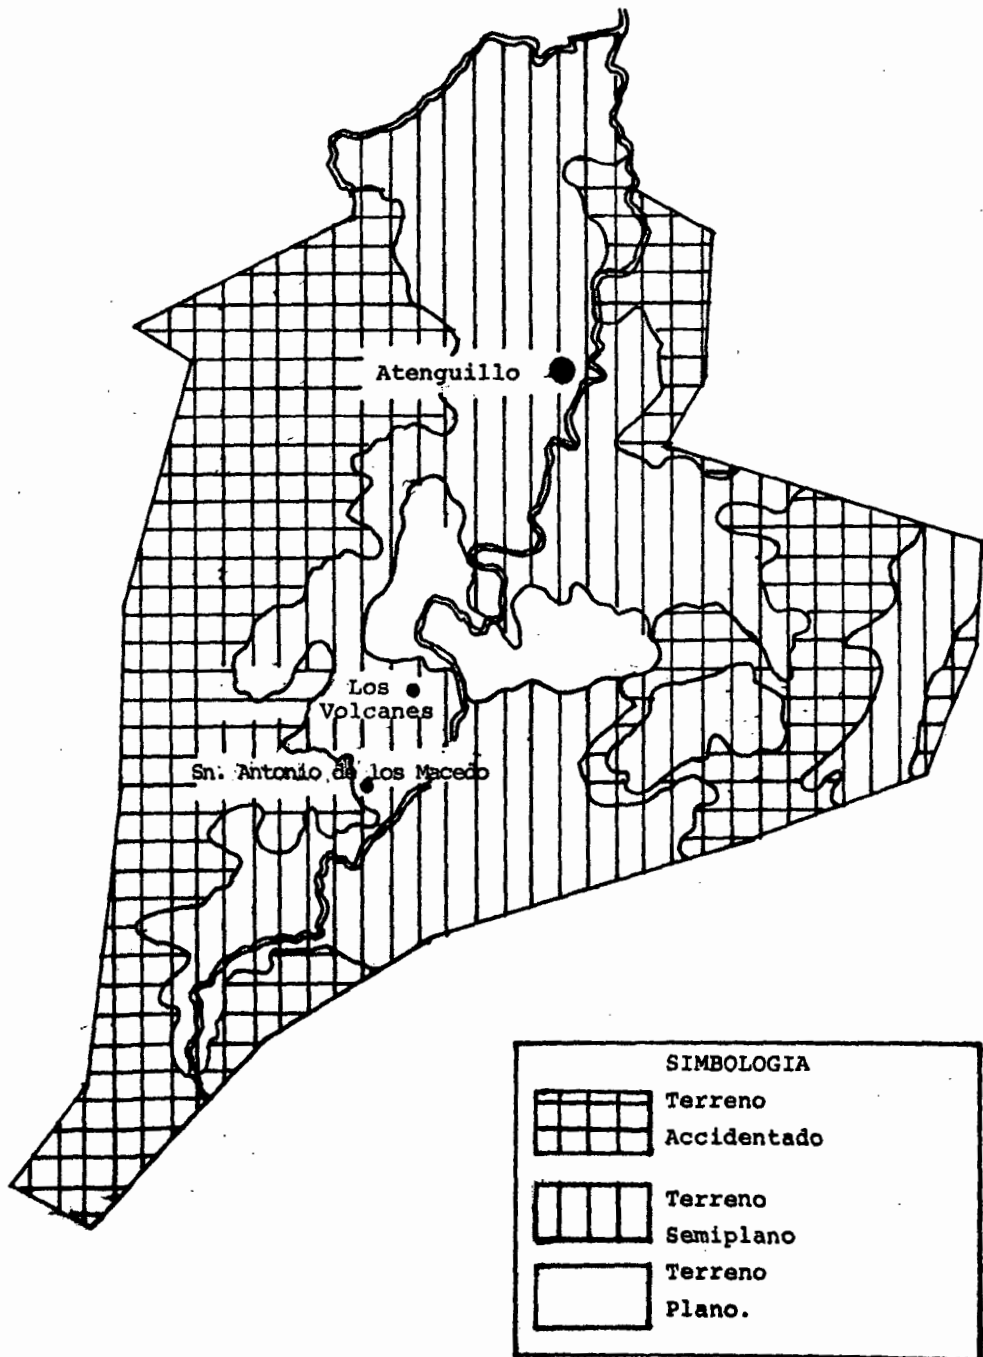 Atenguillo
Los
Volcanes
Sn. Antonio de los Macedo
SIMBOLOGIA
Terreno
Accidentado
Terreno
Semiplano
Terreno
Plano.